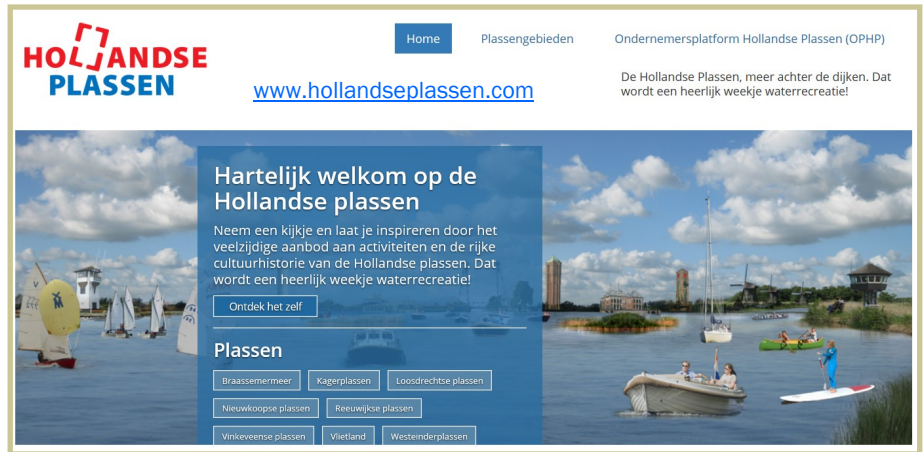 HOLLANDSE
PLASSEN
Home
Plassengebieden
Ondernemersplatform Hollandse Plassen (OPHP)
www.hollandseplassen.com
De Hollandse Plassen, meer achter de dijken. Dat
wordt een heerlijk weekje waterrecreatie!
Hartelijk welkom op de
Hollandse plassen
Neem een kijkje en laat je inspireren door het
veelzijdige aanbod aan activiteiten en de rijke
cultuurhistorie van de Hollandse plassen. Dat
wordt een heerlijk weekje waterrecreatie!
Ontdek het zelf
Plassen
Braassemermeer
Kagerplassen
Loosdrechtse plassen
Nieuwkoopse plassen
Reeuwijkse plassen
Vinkeveense plassen
Vlietland
Westeinderplassen